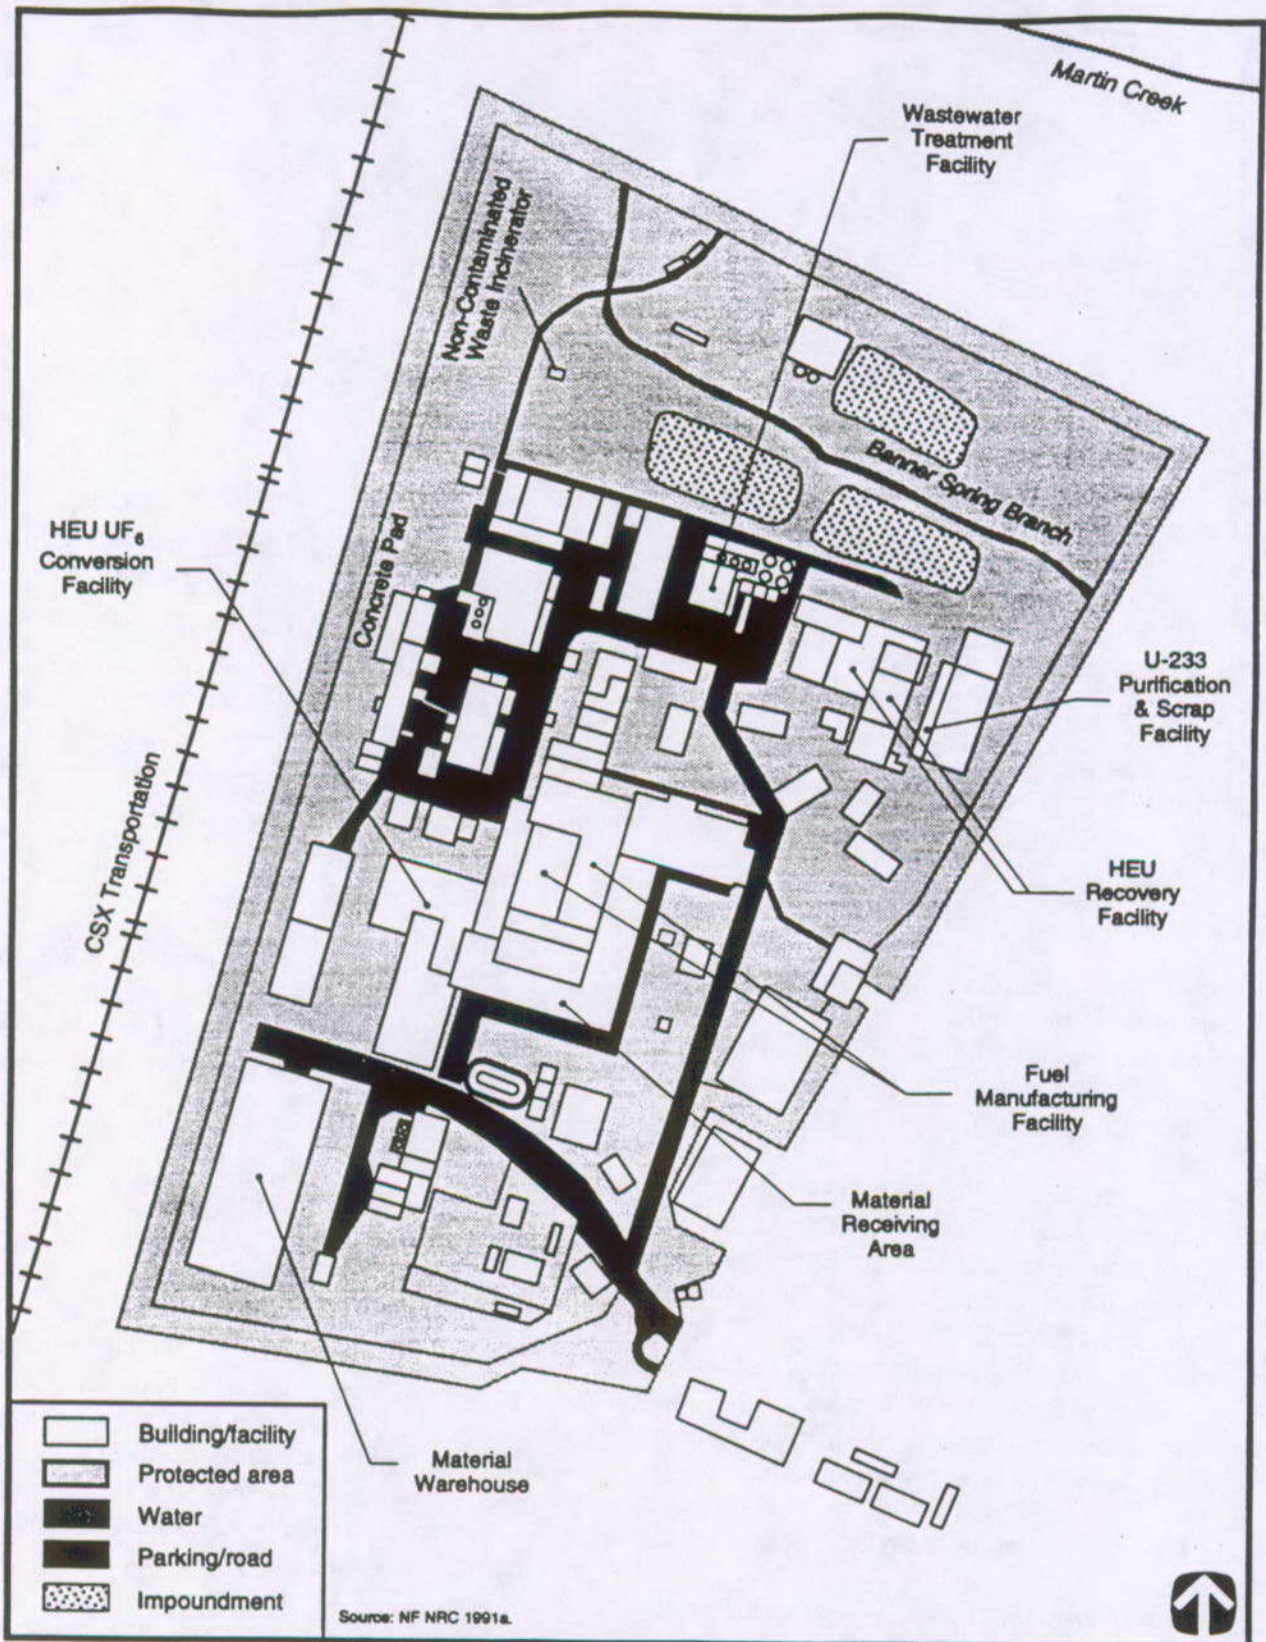 Martin Creek
Wastewater
Treatment
Facility
Non-Contaminated
Waste Incinerator
Banner Spring Branch
HEU UF₆
Conversion
Facility
Concrete Pad
U-233
Purification
& Scrap
Facility
CSX Transportation
HEU
Recovery
Facility
Fuel
Manufacturing
Facility
Material
Receiving
Area
Material
Warehouse
Building/facility
Protected area
Water
Parking/road
Impoundment
Source: NF NRC 1991a.